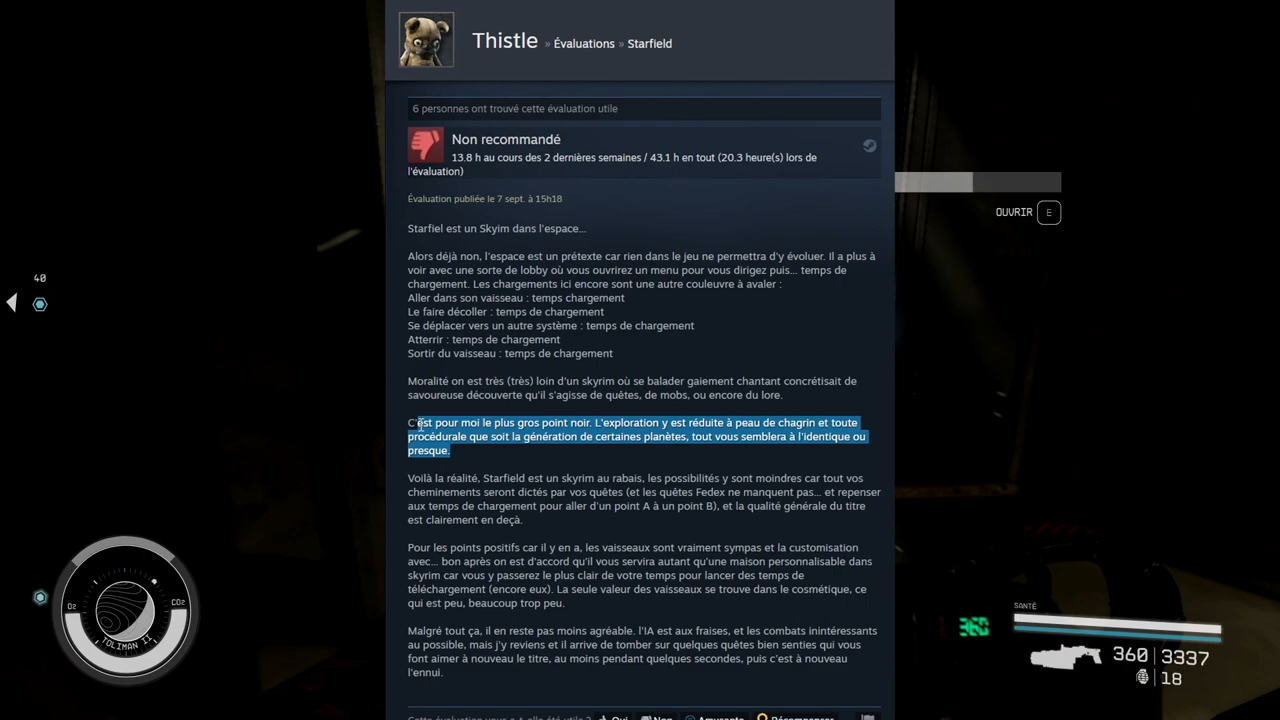 Thistle » Évaluations » Starfield
6 personnes ont trouvé cette évaluation utile
Non recommandé
13.8 h au cours des 2 dernières semaines / 43.1 h en tout (20.3 heure(s) lors de
l'évaluation)
Évaluation publiée le 7 sept. à 15h18
Starfiel est un Skyim dans l'espace...
Alors déjà non, l'espace est un prétexte car rien dans le jeu ne permettra d'y évoluer. Il a plus à
voir avec une sorte de lobby où vous ouvrirez un menu pour vous dirigez puis... temps de
chargement. Les chargements ici encore sont une autre couleuvre à avaler :
Aller dans son vaisseau : temps chargement
Le faire décoller : temps de chargement
Se déplacer vers un autre système : temps de chargement
Atterrir : temps de chargement
Sortir du vaisseau : temps de chargement
Moralité on est très (très) loin d'un skyrim où se balader gaiement chantant concrétisait de
savoureuse découverte qu'il s'agisse de quêtes, de mobs, ou encore du lore.
C'est pour moi le plus gros point noir. L'exploration y est réduite à peau de chagrin et toute
procédurale que soit la génération de certaines planètes, tout vous semblera à l'identique ou
presque.
Voilà la réalité, Starfield est un skyrim au rabais, les possibilités y sont moindres car tout vos
cheminements seront dictés par vos quêtes (et les quêtes Fedex ne manquent pas... et repenser
aux temps de chargement pour aller d'un point A à un point B), et la qualité générale du titre
est clairement en deçà.
Pour les points positifs car il y en a, les vaisseaux sont vraiment sympas et la customisation
avec... bon après on est d'accord qu'il vous servira autant qu'une maison personnalisable dans
skyrim car vous y passerez le plus clair de votre temps pour lancer des temps de
téléchargement (encore eux). La seule valeur des vaisseaux se trouve dans le cosmétique, ce
qui est peu, beaucoup trop peu.
Malgré tout ça, il en reste pas moins agréable. l'IA est aux fraises, et les combats inintéressants
au possible, mais j'y reviens et il arrive de tomber sur quelques quêtes bien senties qui vous
font aimer à nouveau le titre, au moins pendant quelques secondes, puis c'est à nouveau
l'ennui.
Cette évaluation vous a-t-elle été utile ? Oui Non Amusante Récompenser
OUVRIR E
40
O2 CO2
TOLIMAN II
360
SANTÉ
360 | 3337
18